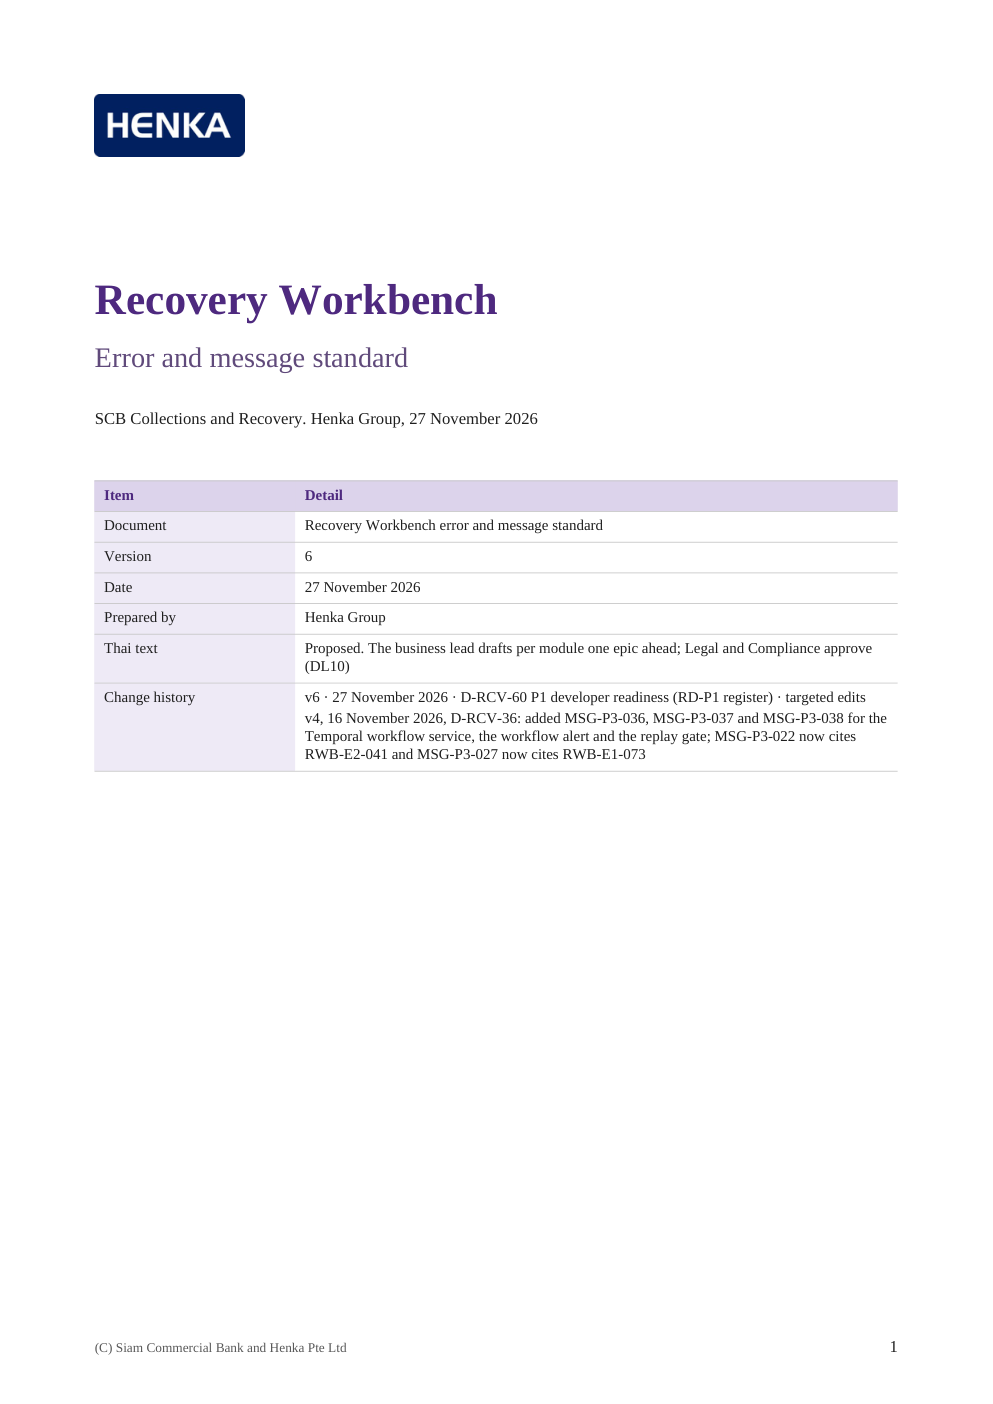 HENKA
Recovery Workbench
Error and message standard
SCB Collections and Recovery. Henka Group, 27 November 2026
Item Detail
Document Recovery Workbench error and message standard
Version 6
Date 27 November 2026
Prepared by Henka Group
Thai text Proposed. The business lead drafts per module one epic ahead; Legal and Compliance approve
(DL10)
Change history v6 · 27 November 2026 · D-RCV-60 P1 developer readiness (RD-P1 register) · targeted edits
v4, 16 November 2026, D-RCV-36: added MSG-P3-036, MSG-P3-037 and MSG-P3-038 for the
Temporal workflow service, the workflow alert and the replay gate; MSG-P3-022 now cites
RWB-E2-041 and MSG-P3-027 now cites RWB-E1-073
(C) Siam Commercial Bank and Henka Pte Ltd 1